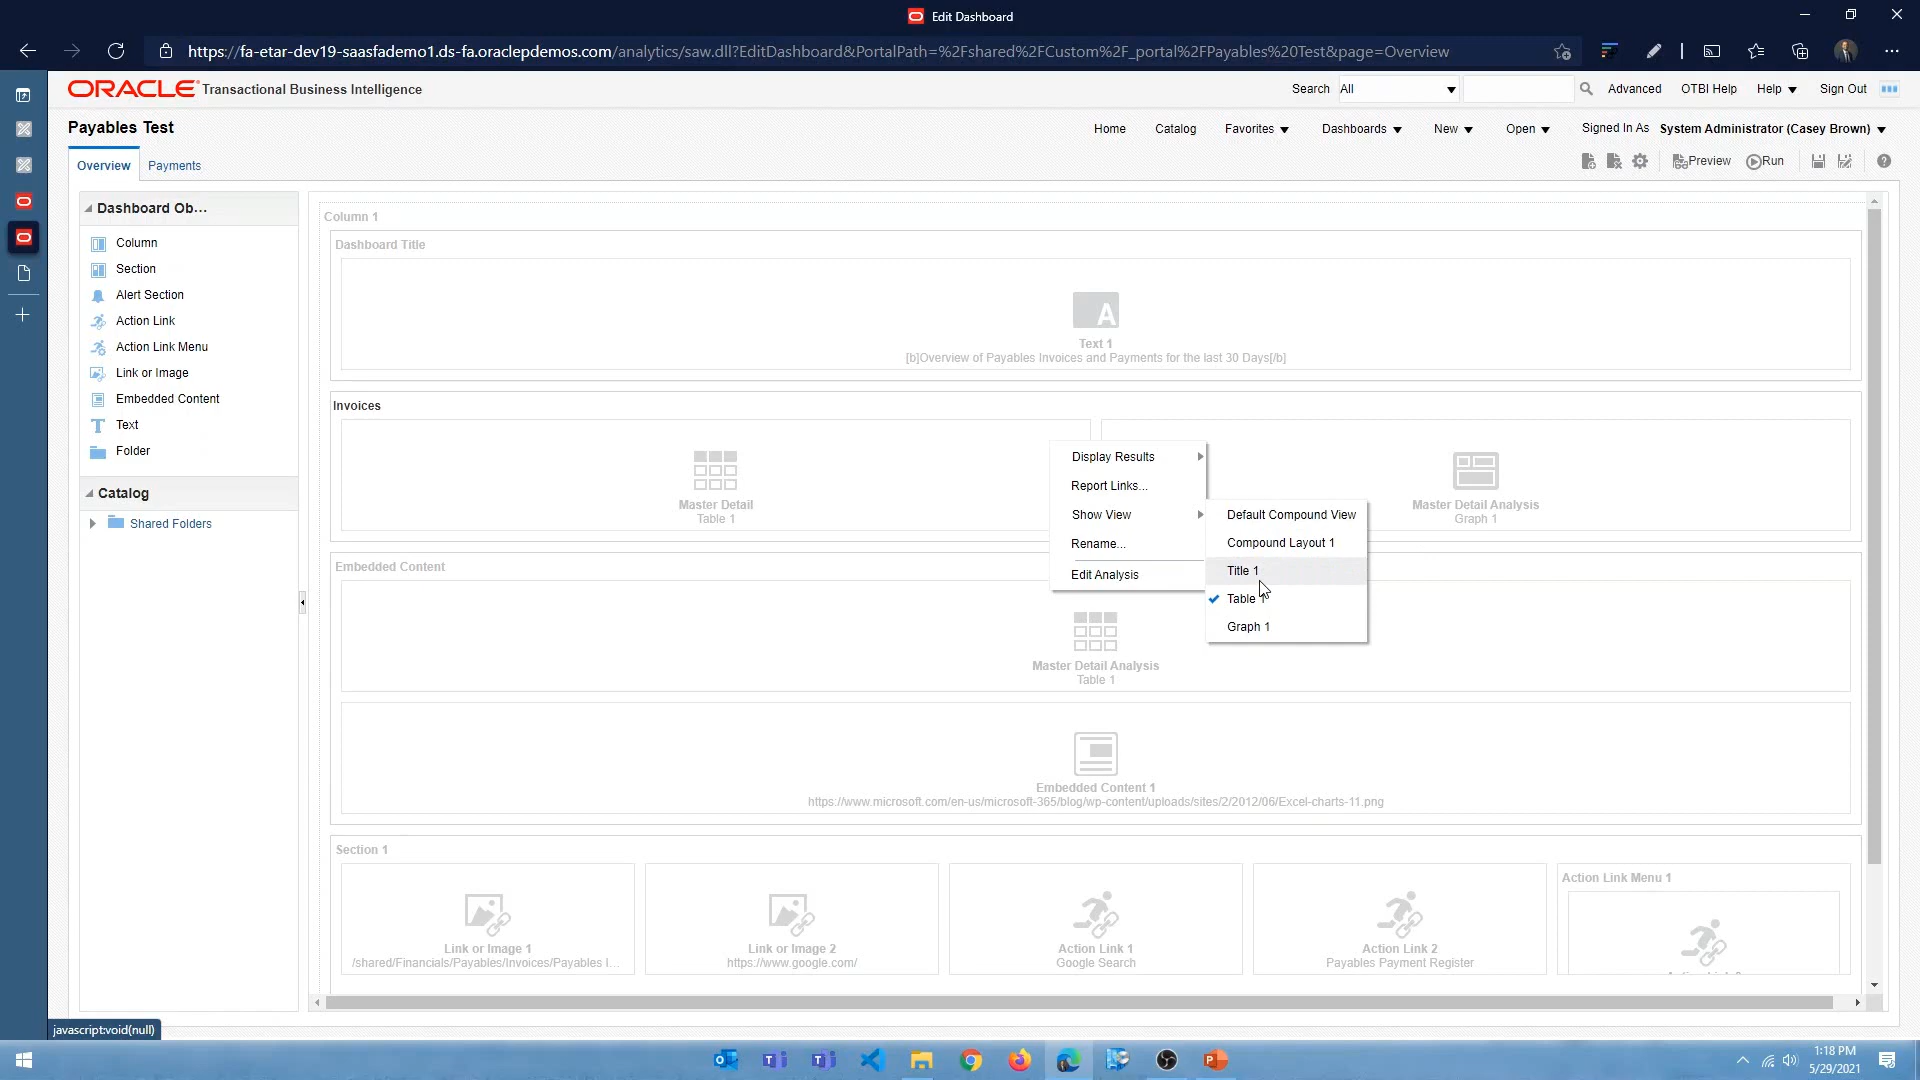 Edit Dashboard
https://fa-etar-dev19-saasfademo1.ds-fa.oraclepdemos.com/analytics/saw.dll?EditDashboard&PortalPath=%2Fshared%2FCustom%2F_portal%2FPayables%20Test&page=Overview
ORACLE Transactional Business Intelligence
Search All Advanced OTBI Help Help Sign Out
Payables Test
Home Catalog Favorites Dashboards New Open Signed In As System Administrator (Casey Brown)
Overview Payments
Preview Run
Dashboard Ob...
Column
Section
Alert Section
Action Link
Action Link Menu
Link or Image
Embedded Content
Text
Folder
Catalog
Shared Folders
Column 1
Dashboard Title
Text 1
[b]Overview of Payables Invoices and Payments for the last 30 Days[/b]
Invoices
Master Detail
Table 1
Master Detail Analysis
Graph 1
Display Results
Report Links...
Show View
Rename...
Edit Analysis
Default Compound View
Compound Layout 1
Title 1
Table 1
Graph 1
Embedded Content
Master Detail Analysis
Table 1
Embedded Content 1
https://www.microsoft.com/en-us/microsoft-365/blog/wp-content/uploads/sites/2/2012/06/Excel-charts-11.png
Section 1
Link or Image 1
/shared/Financials/Payables/Invoices/Payables I...
Link or Image 2
https://www.google.com/
Action Link 1
Google Search
Action Link 2
Payables Payment Register
Action Link Menu 1
javascript:void(null)
1:18 PM
5/29/2021